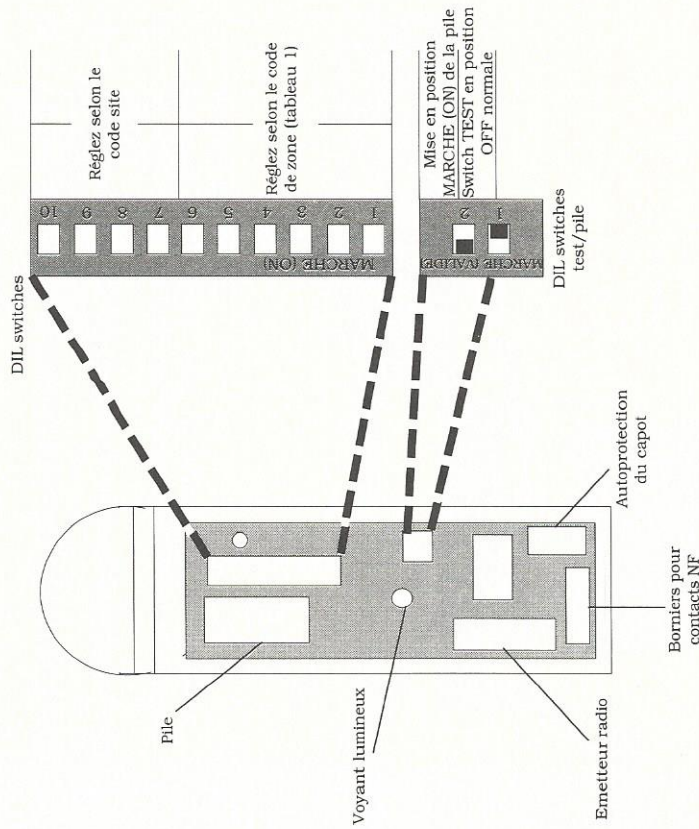 DIL switches
10
9
8
7
6
5
4
3
2
1
MARCHE (ON)
Réglez selon le
code site
Réglez selon le code
de zone (tableau 1)
2
1
MARCHE (VALIDE)
Mise en position
MARCHE (ON) de la pile
Switch TEST en position
OFF normale
DIL switches
test/pile
Pile
Voyant lumineux
Emetteur radio
Borniers pour
contacts NF
Autoprotection
du capot